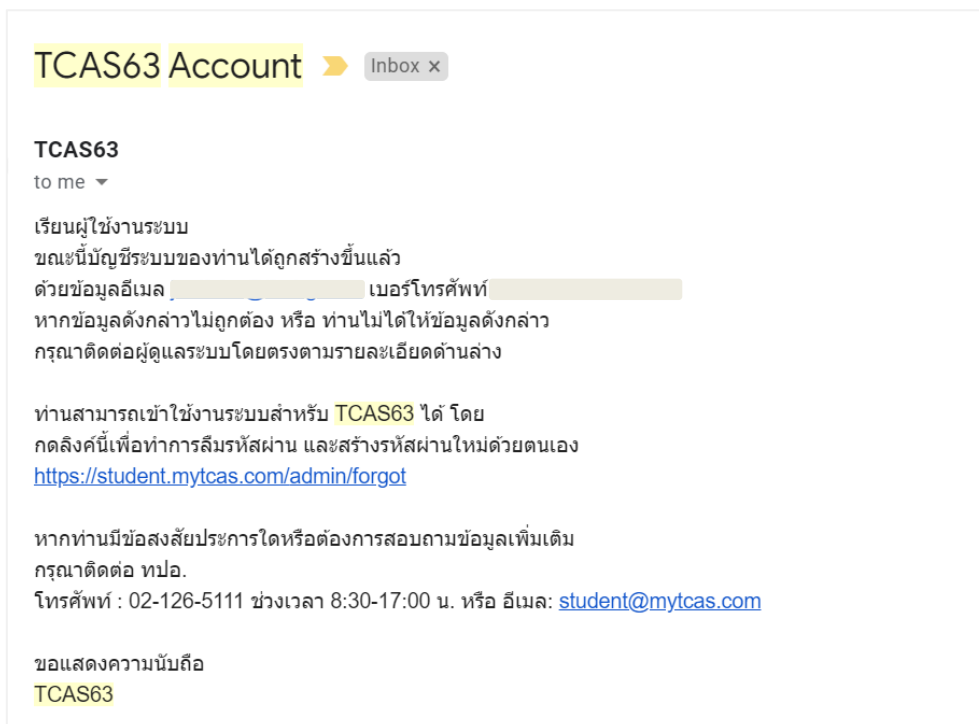 TCAS63 Account Inbox ×
TCAS63
to me
เรียนผู้ใช้งานระบบ
ขณะนี้บัญชีระบบของท่านได้ถูกสร้างขึ้นแล้ว
ด้วยข้อมูลอีเมล เบอร์โทรศัพท์
หากข้อมูลดังกล่าวไม่ถูกต้อง หรือ ท่านไม่ได้ให้ข้อมูลดังกล่าว
กรุณาติดต่อผู้ดูแลระบบโดยตรงตามรายละเอียดด้านล่าง
ท่านสามารถเข้าใช้งานระบบสำหรับ TCAS63 ได้ โดย
กดลิงค์นี้เพื่อทำการลืมรหัสผ่าน และสร้างรหัสผ่านใหม่ด้วยตนเอง
https://student.mytcas.com/admin/forgot
หากท่านมีข้อสงสัยประการใดหรือต้องการสอบถามข้อมูลเพิ่มเติม
กรุณาติดต่อ ทปอ.
โทรศัพท์ : 02-126-5111 ช่วงเวลา 8:30-17:00 น. หรือ อีเมล: student@mytcas.com
ขอแสดงความนับถือ
TCAS63